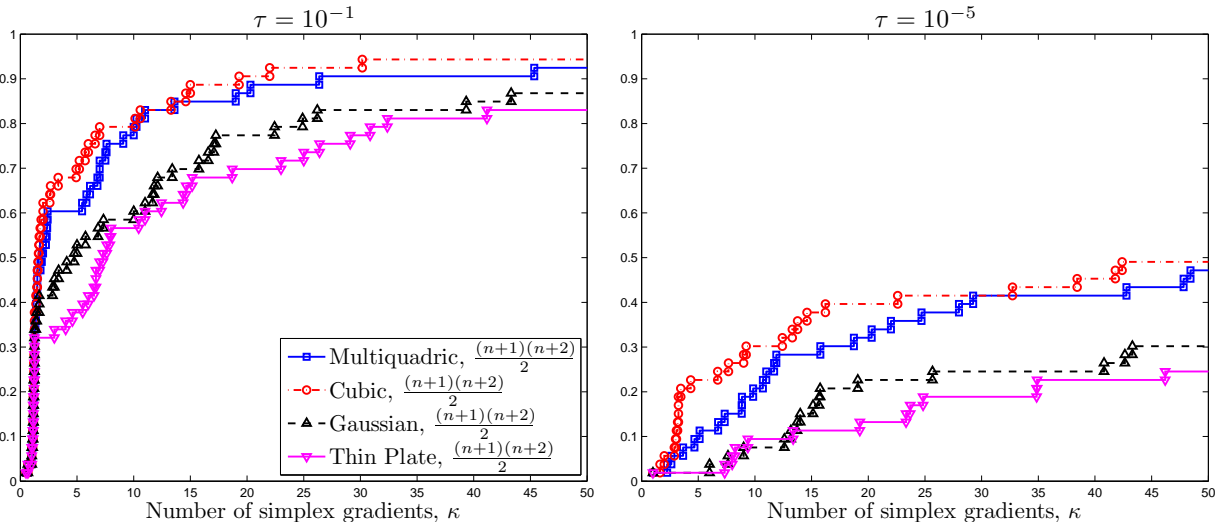 τ = 10⁻¹
1
0.9
0.8
0.7
0.6
0.5
0.4
0.3
0.2
0.1
0
0 5 10 15 20 25 30 35 40 45 50
Number of simplex gradients, κ
Multiquadric, (n+1)(n+2)/2
Cubic, (n+1)(n+2)/2
Gaussian, (n+1)(n+2)/2
Thin Plate, (n+1)(n+2)/2
τ = 10⁻⁵
1
0.9
0.8
0.7
0.6
0.5
0.4
0.3
0.2
0.1
0
0 5 10 15 20 25 30 35 40 45 50
Number of simplex gradients, κ